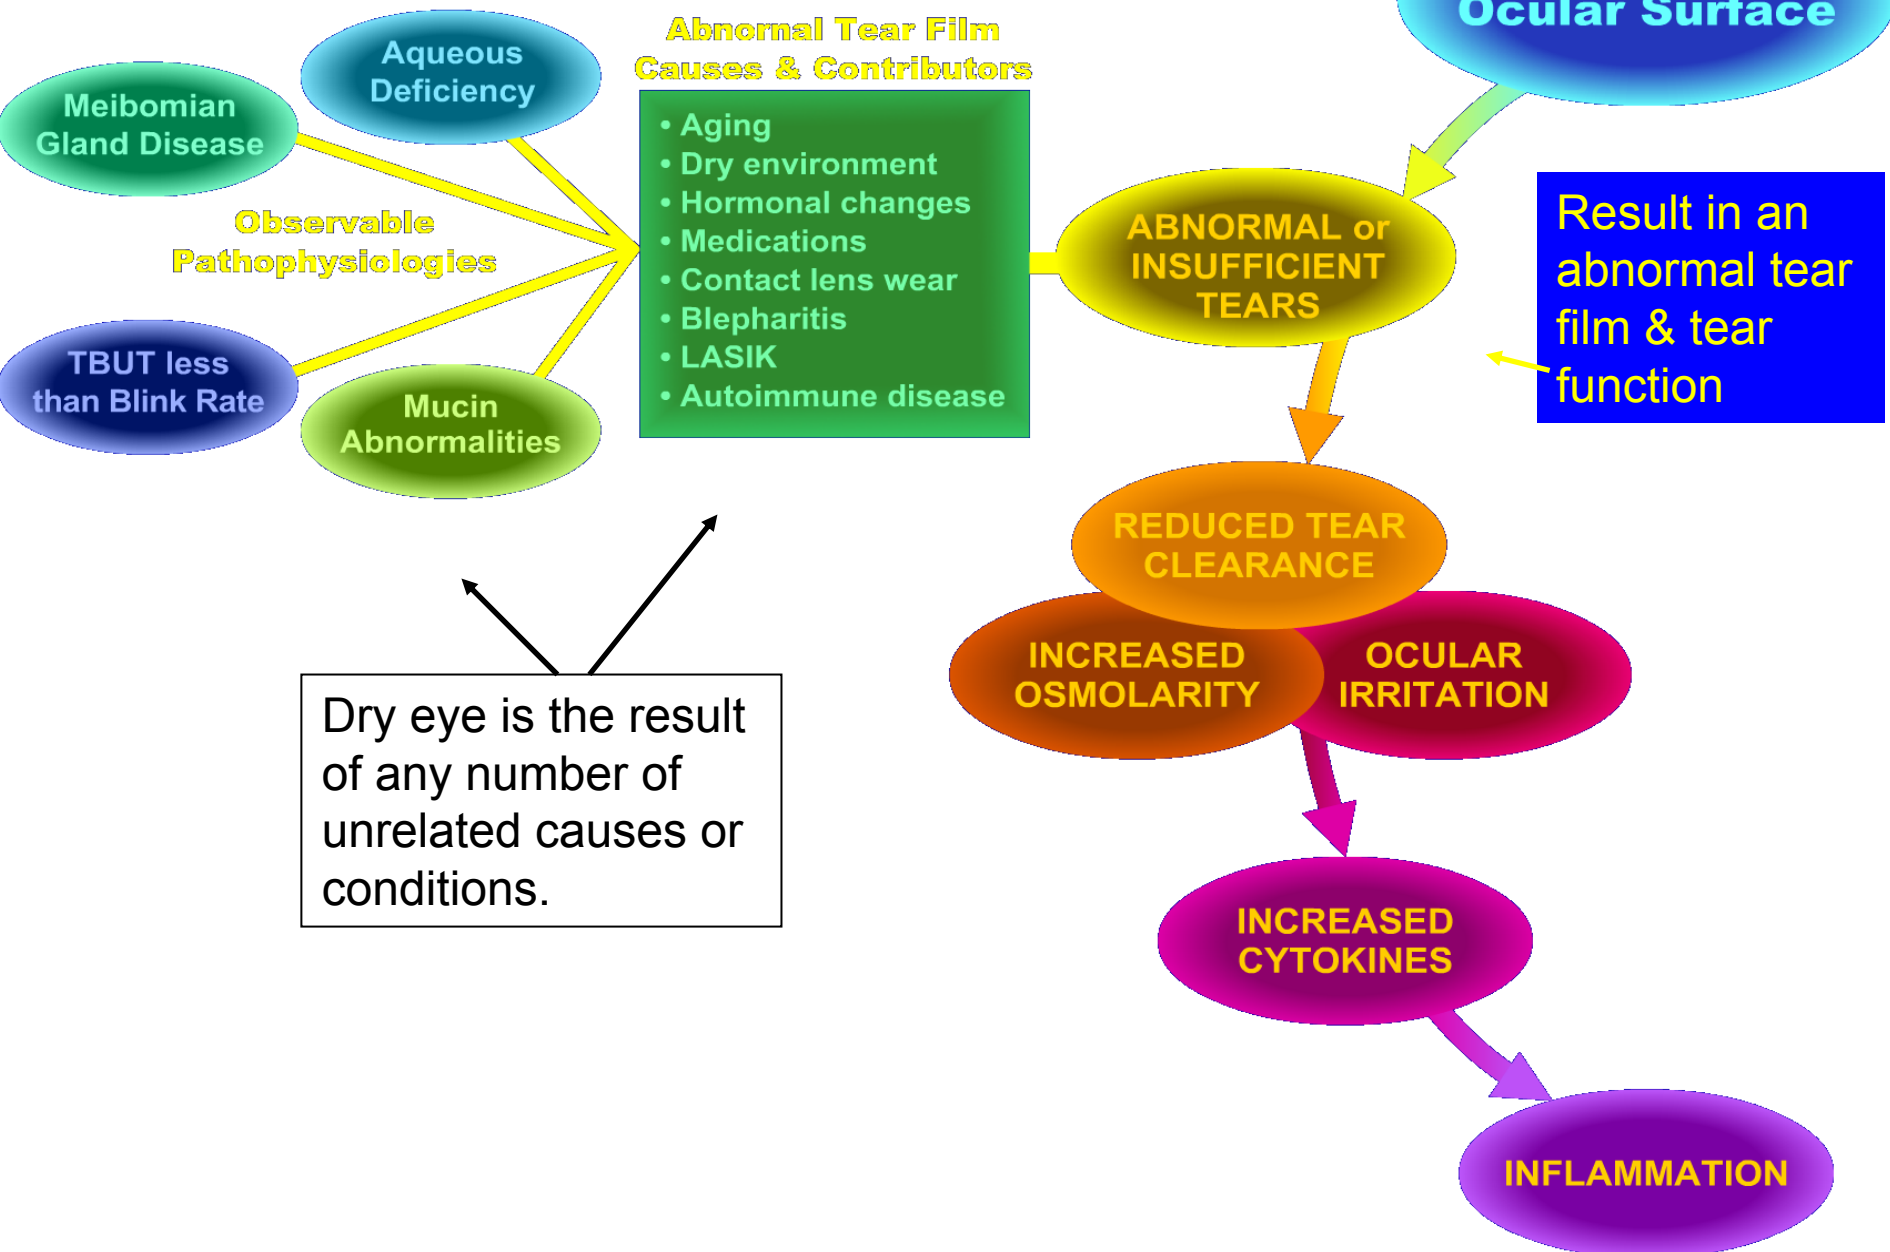 Ocular Surface
Abnornal Tear Film
Causes & Contributors
Aqueous
Deficiency
Meibomian
Gland Disease
Observable
Pathophysiologies
TBUT less
than Blink Rate
Mucin
Abnormalities
• Aging
• Dry environment
• Hormonal changes
• Medications
• Contact lens wear
• Blepharitis
• LASIK
• Autoimmune disease
ABNORMAL or
INSUFFICIENT
TEARS
Result in an
abnormal tear
film & tear
function
REDUCED TEAR
CLEARANCE
INCREASED
OSMOLARITY
OCULAR
IRRITATION
Dry eye is the result
of any number of
unrelated causes or
conditions.
INCREASED
CYTOKINES
INFLAMMATION